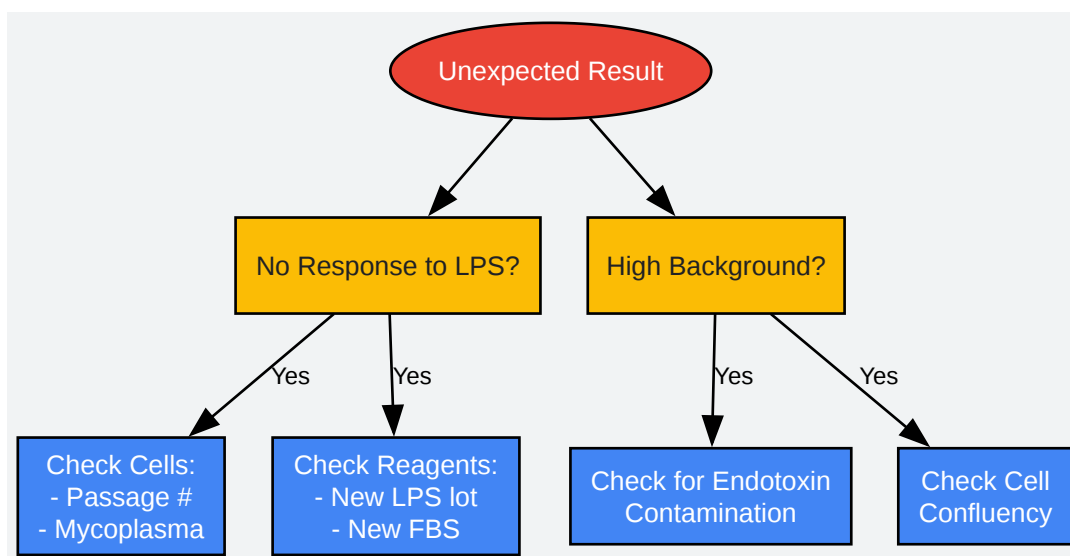 Unexpected Result
No Response to LPS?
High Background?
Yes
Yes
Yes
Yes
Check Cells:
- Passage #
- Mycoplasma
Check Reagents:
- New LPS lot
- New FBS
Check for Endotoxin
Contamination
Check Cell
Confluency